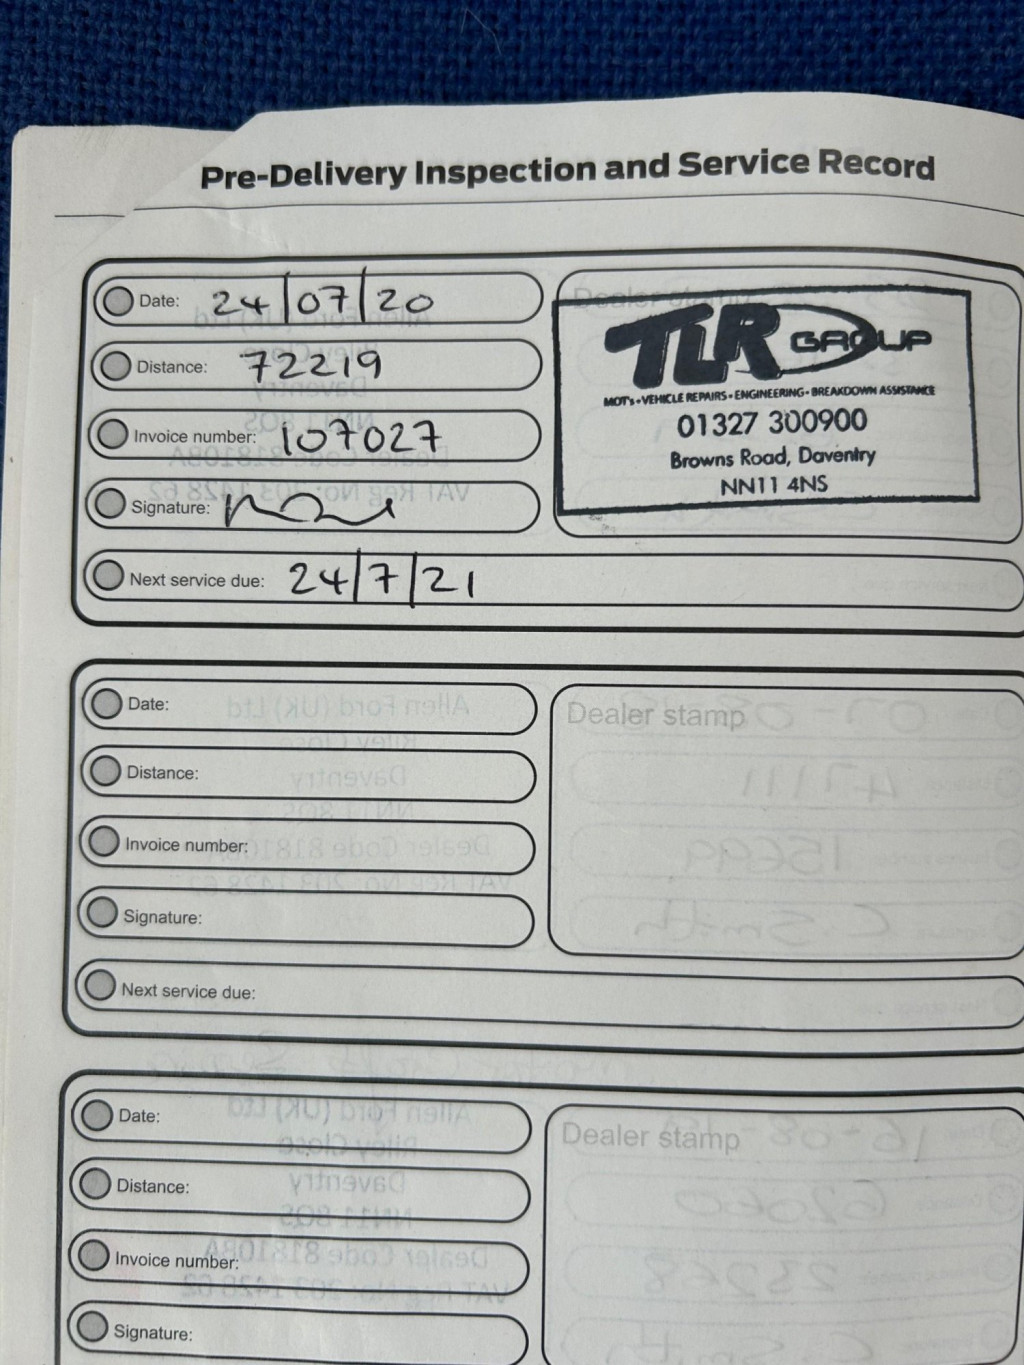 Pre-Delivery Inspection and Service Record
Date: 24/07/20
Distance: 72219
Invoice number: 107027
Signature:
Next service due: 24/7/21
Dealer stamp
TLR GROUP
MOT's • VEHICLE REPAIRS • ENGINEERING • BREAKDOWN ASSISTANCE
01327 300900
Browns Road, Daventry
NN11 4NS
Date:
Distance:
Invoice number:
Signature:
Next service due:
Dealer stamp
Date:
Distance:
Invoice number:
Signature:
Dealer stamp